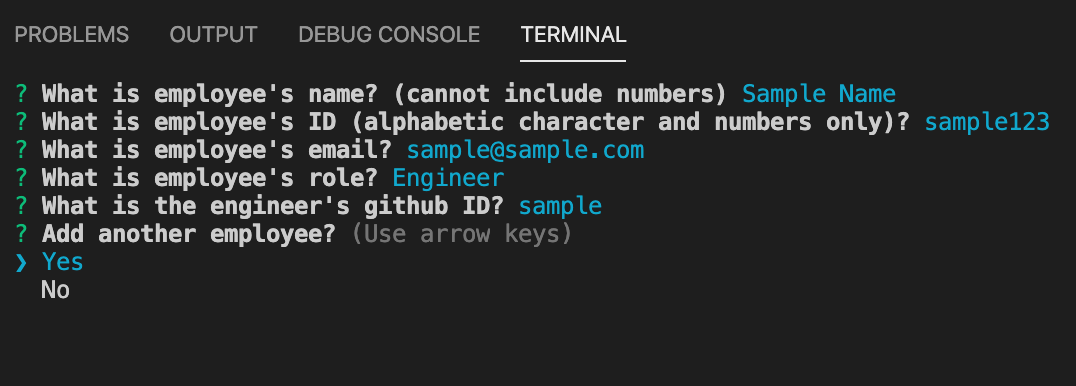 PROBLEMS OUTPUT DEBUG CONSOLE TERMINAL
? What is employee's name? (cannot include numbers) Sample Name
? What is employee's ID (alphabetic character and numbers only)? sample123
? What is employee's email? sample@sample.com
? What is employee's role? Engineer
? What is the engineer's github ID? sample
? Add another employee? (Use arrow keys)
❯ Yes
No